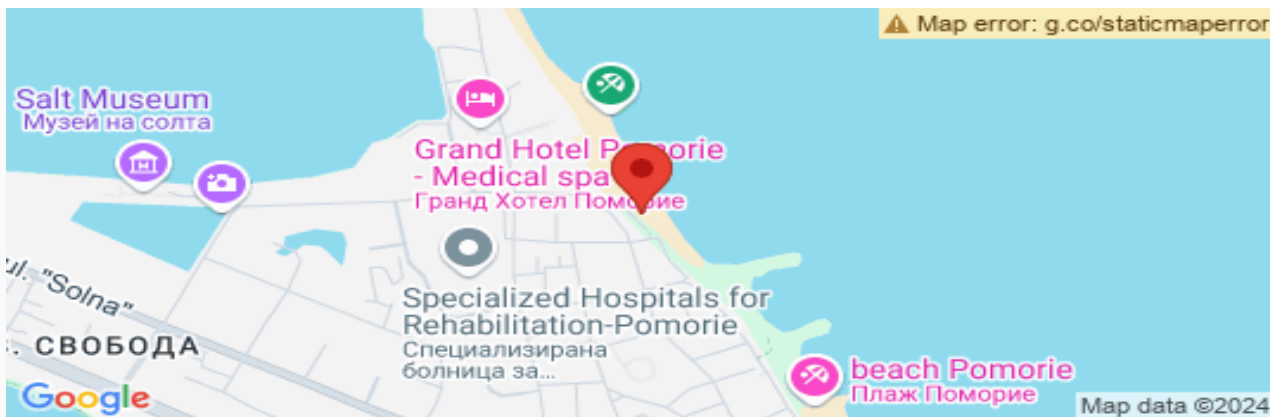 Map error: g.co/staticmaperror
Salt Museum
Музей на солта
Grand Hotel Pomorie
- Medical spa
Гранд Хотел Поморие
ul. "Solna"
Specialized Hospitals for
Rehabilitation-Pomorie
Специализирана
болница за...
. СВОБОДА
beach Pomorie
Плаж Поморие
Google
Map data ©2024